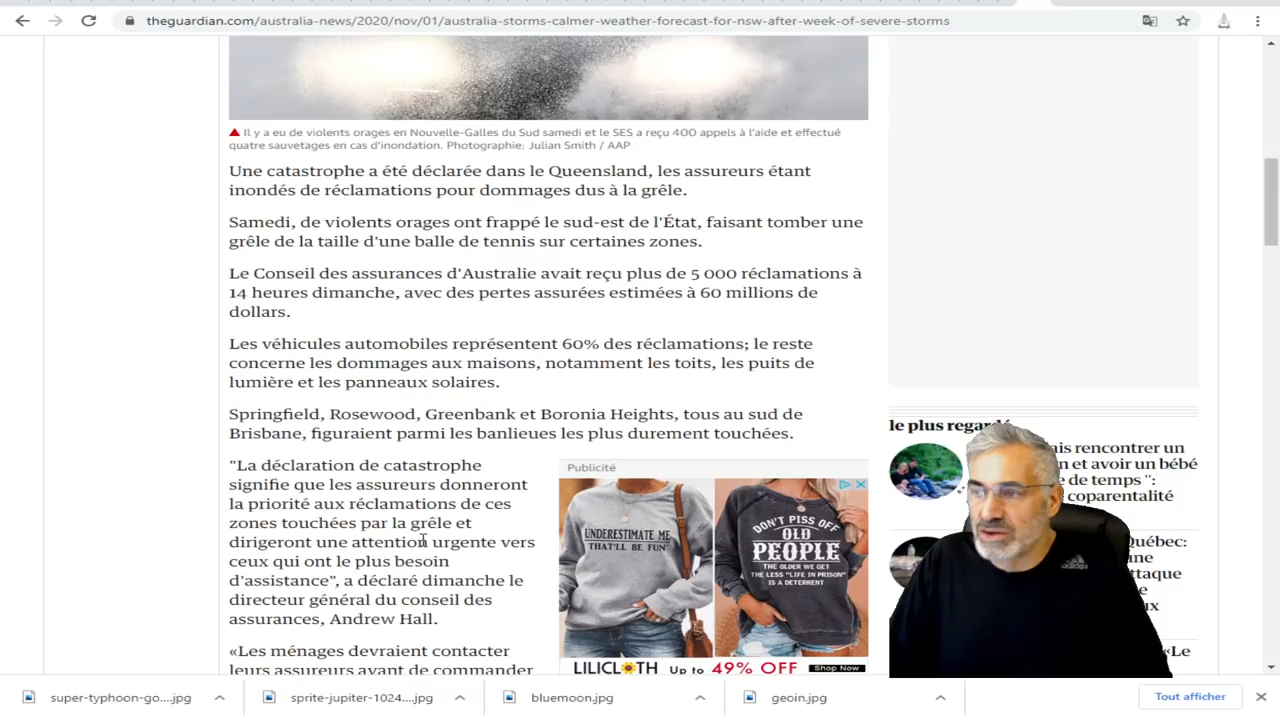 theguardian.com/australia-news/2020/nov/01/australia-storms-calmer-weather-forecast-for-nsw-after-week-of-severe-storms
Il y a eu de violents orages en Nouvelle-Galles du Sud samedi et le SES a reçu 400 appels à l'aide et effectué
quatre sauvetages en cas d'inondation. Photographie: Julian Smith / AAP
Une catastrophe a été déclarée dans le Queensland, les assureurs étant
inondés de réclamations pour dommages dus à la grêle.
Samedi, de violents orages ont frappé le sud-est de l'État, faisant tomber une
grêle de la taille d'une balle de tennis sur certaines zones.
Le Conseil des assurances d'Australie avait reçu plus de 5 000 réclamations à
14 heures dimanche, avec des pertes assurées estimées à 60 millions de
dollars.
Les véhicules automobiles représentent 60% des réclamations; le reste
concerne les dommages aux maisons, notamment les toits, les puits de
lumière et les panneaux solaires.
Springfield, Rosewood, Greenbank et Boronia Heights, tous au sud de
Brisbane, figuraient parmi les banlieues les plus durement touchées.
"La déclaration de catastrophe
signifie que les assureurs donneront
la priorité aux réclamations de ces
zones touchées par la grêle et
dirigeront une attention urgente vers
ceux qui ont le plus besoin
d'assistance", a déclaré dimanche le
directeur général du conseil des
assurances, Andrew Hall.
«Les ménages devraient contacter
leurs assureurs avant de commander
Publicité
UNDERESTIMATE ME
THAT'LL BE FUN
DON'T PISS OFF
OLD
PEOPLE
THE OLDER WE GET
THE LESS "LIFE IN PRISON"
IS A DETERRENT
LILICLOTH Up to 49% OFF Shop Now
le plus regardé
rencontrer un
et avoir un bébé
de temps ":
coparentalité
Québec:
«Le
adidas
super-typhoon-go....jpg
sprite-jupiter-1024....jpg
bluemoon.jpg
geoin.jpg
Tout afficher